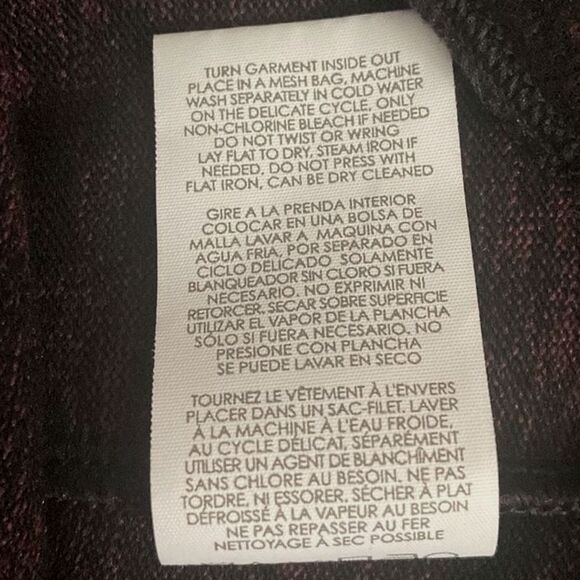 TURN GARMENT INSIDE OUT
PLACE IN A MESH BAG, MACHINE
WASH SEPARATELY IN COLD WATER
ON THE DELICATE CYCLE, ONLY
NON-CHLORINE BLEACH IF NEEDED
DO NOT TWIST OR WRING
LAY FLAT TO DRY, STEAM IRON IF
NEEDED. DO NOT PRESS WITH
FLAT IRON, CAN BE DRY CLEANED
GIRE A LA PRENDA INTERIOR
COLOCAR EN UNA BOLSA DE
MALLA LAVAR A MAQUINA CON
AGUA FRIA, POR SEPARADO EN
CICLO DELICADO SOLAMENTE
BLANQUEADOR SIN CLORO SI FUERA
NECESARIO. NO EXPRIMIR NI
RETORCER. SECAR SOBRE SUPERFICIE
UTILIZAR EL VAPOR DE LA PLANCHA
SÓLO SI FUERA NECESARIO. NO
PRESIONE CON PLANCHA
SE PUEDE LAVAR EN SECO
TOURNEZ LE VÊTEMENT À L'ENVERS
PLACER DANS UN SAC-FILET. LAVER
À LA MACHINE À L'EAU FROIDE,
AU CYCLE DÉLICAT, SÉPARÉMENT
UTILISER UN AGENT DE BLANCHIMENT
SANS CHLORE AU BESOIN. NE PAS
TORDRE, NI ESSORER. SÉCHER À PLAT
DÉFROISSÉ À LA VAPEUR AU BESOIN
NE PAS REPASSER AU FER
NETTOYAGE À SEC POSSIBLE